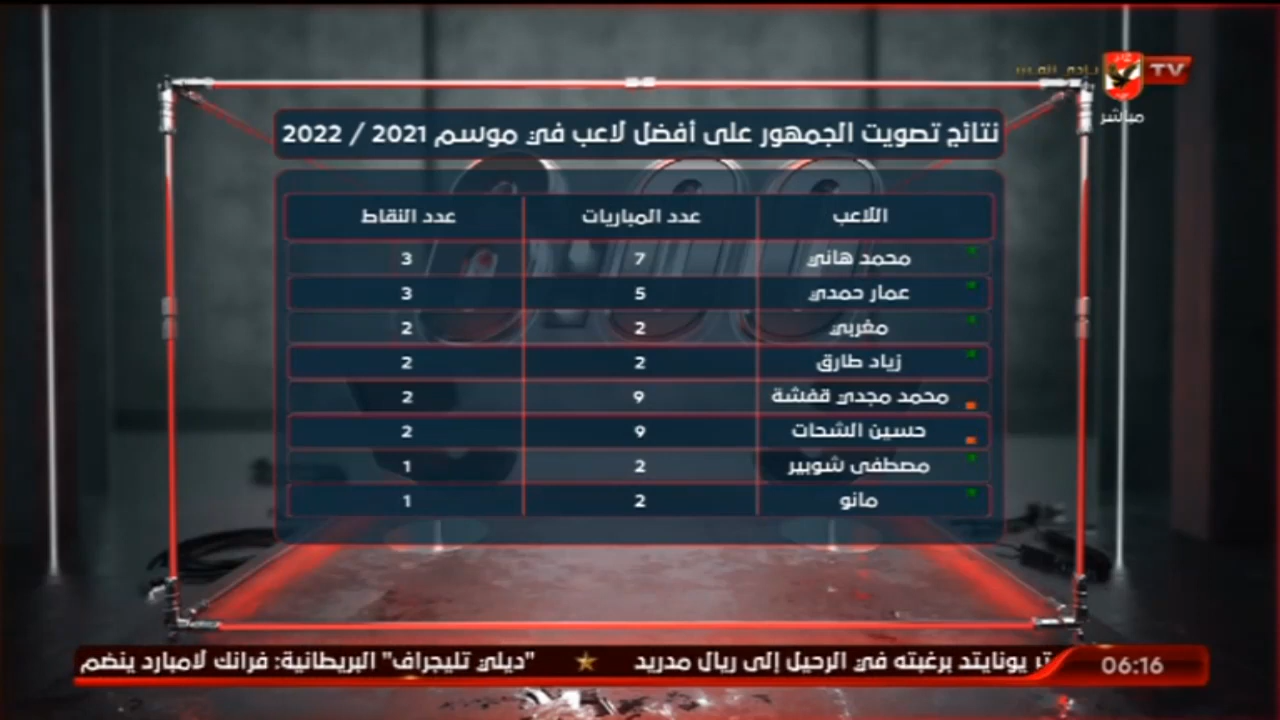 TV
مباشر
نتائج تصويت الجمهور على أفضل لاعب في موسم 2021 / 2022
اللاعب عدد المباريات عدد النقاط
محمد هاني 7 3
عمار حمدي 5 3
مغربي 2 2
زياد طارق 2 2
محمد مجدي قفشة 9 2
حسين الشحات 9 2
مصطفى شوبير 2 1
مانو 2 1
تر يونايتد برغبته في الرحيل إلى ريال مدريد "ديلي تليجراف" البريطانية: فرانك لامبارد ينضم
06:16